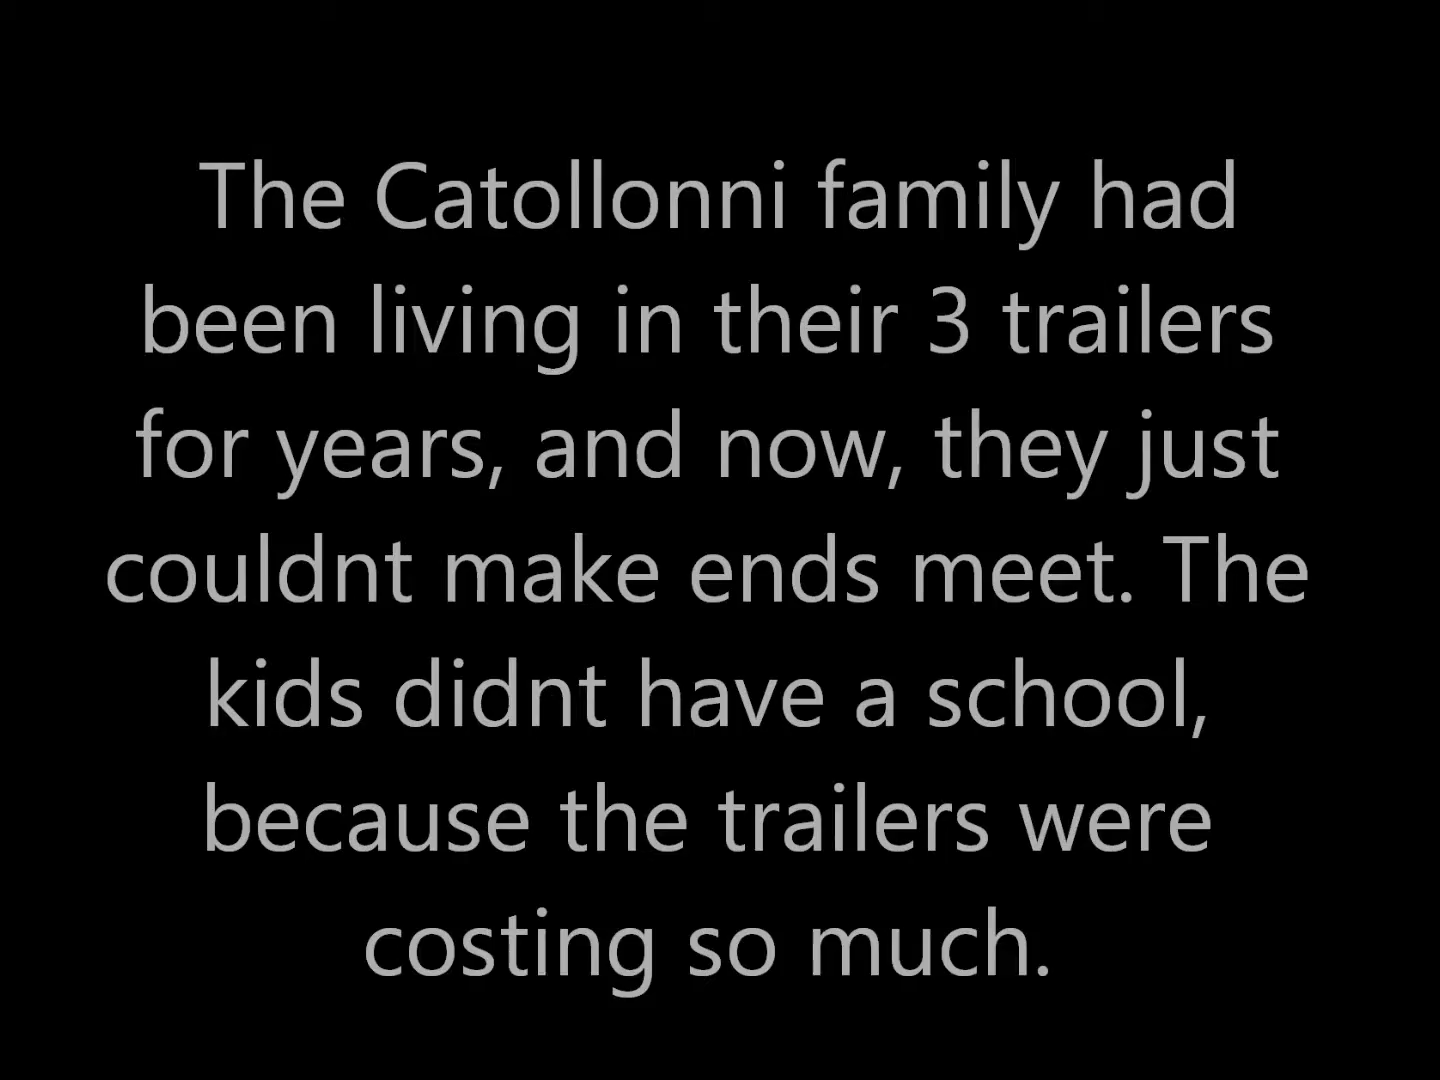 The Catollonni family had
been living in their 3 trailers
for years, and now, they just
couldnt make ends meet. The
kids didnt have a school,
because the trailers were
costing so much.